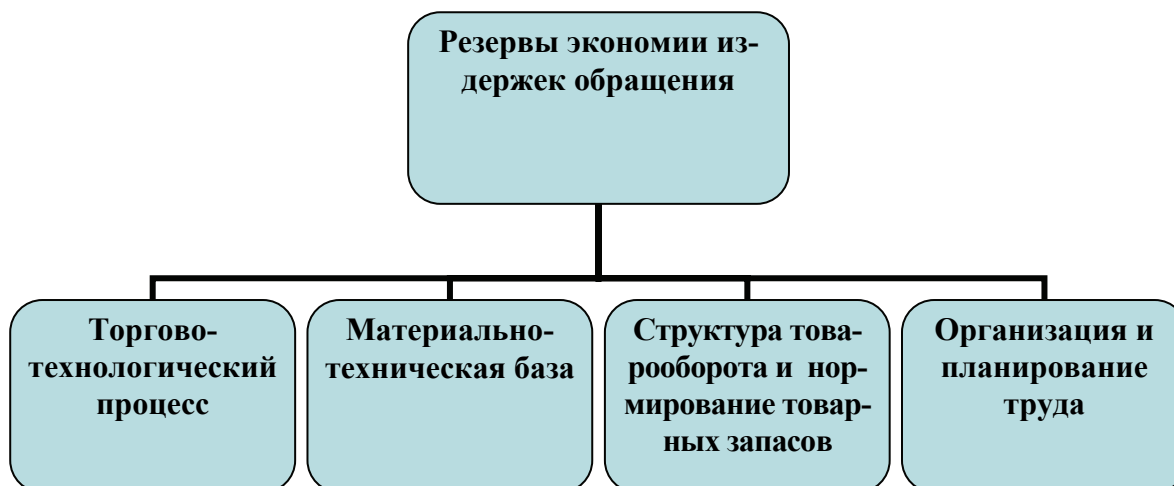 Резервы экономии из-
держек обращения
Торгово-
технологический
процесс
Материально-
техническая база
Структура това-
рооборота и  нор-
мирование товар-
ных запасов
Организация и
планирование
труда